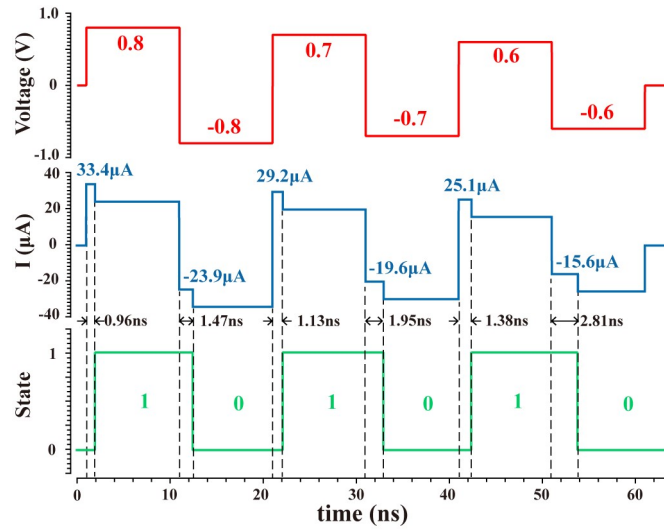 1.0
0.8
0.7
0.6
Voltage (V)
0
-0.8
-0.7
-0.6
-1.0
40
33.4μA
29.2μA
25.1μA
20
I (μA)
0
-23.9μA
-19.6μA
-15.6μA
-20
-40
0.96ns
1.47ns
1.13ns
1.95ns
1.38ns
2.81ns
1
State
1
0
1
0
1
0
0
0
10
20
30
40
50
60
time (ns)